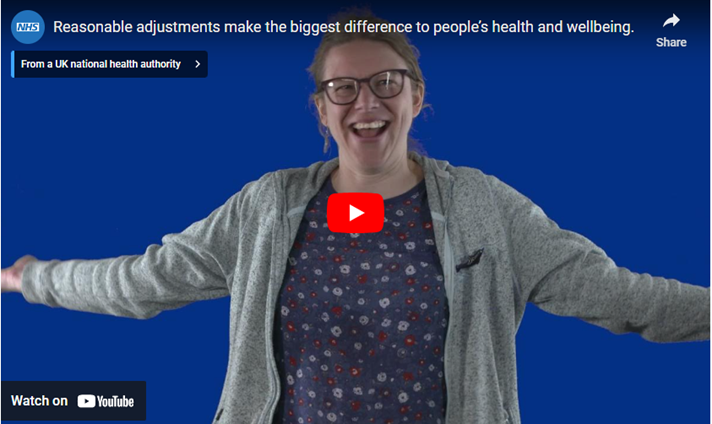 NHS
Reasonable adjustments make the biggest difference to people’s health and wellbeing.
Share
From a UK national health authority
Watch on YouTube